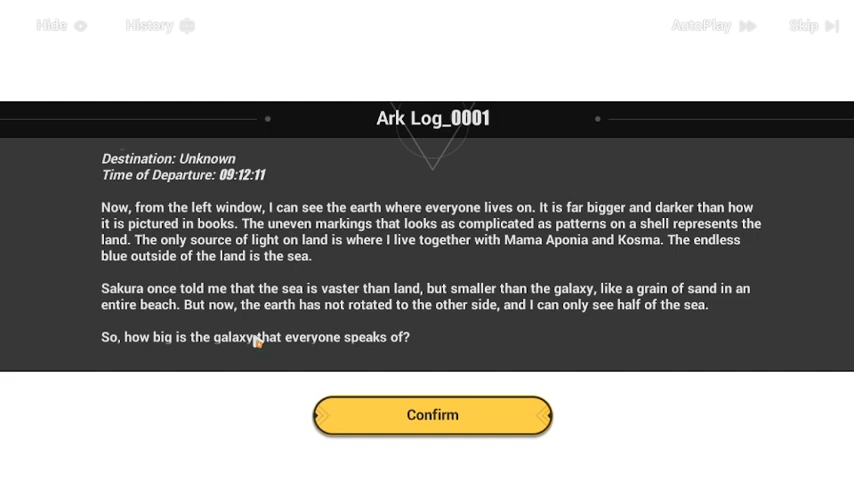 Hide
History
AutoPlay
Skip
Ark Log_0001
Destination: Unknown
Time of Departure: 09:12:11
Now, from the left window, I can see the earth where everyone lives on. It is far bigger and darker than how
it is pictured in books. The uneven markings that looks as complicated as patterns on a shell represents the
land. The only source of light on land is where I live together with Mama Aponia and Kosma. The endless
blue outside of the land is the sea.
Sakura once told me that the sea is vaster than land, but smaller than the galaxy, like a grain of sand in an
entire beach. But now, the earth has not rotated to the other side, and I can only see half of the sea.
So, how big is the galaxy that everyone speaks of?
Confirm